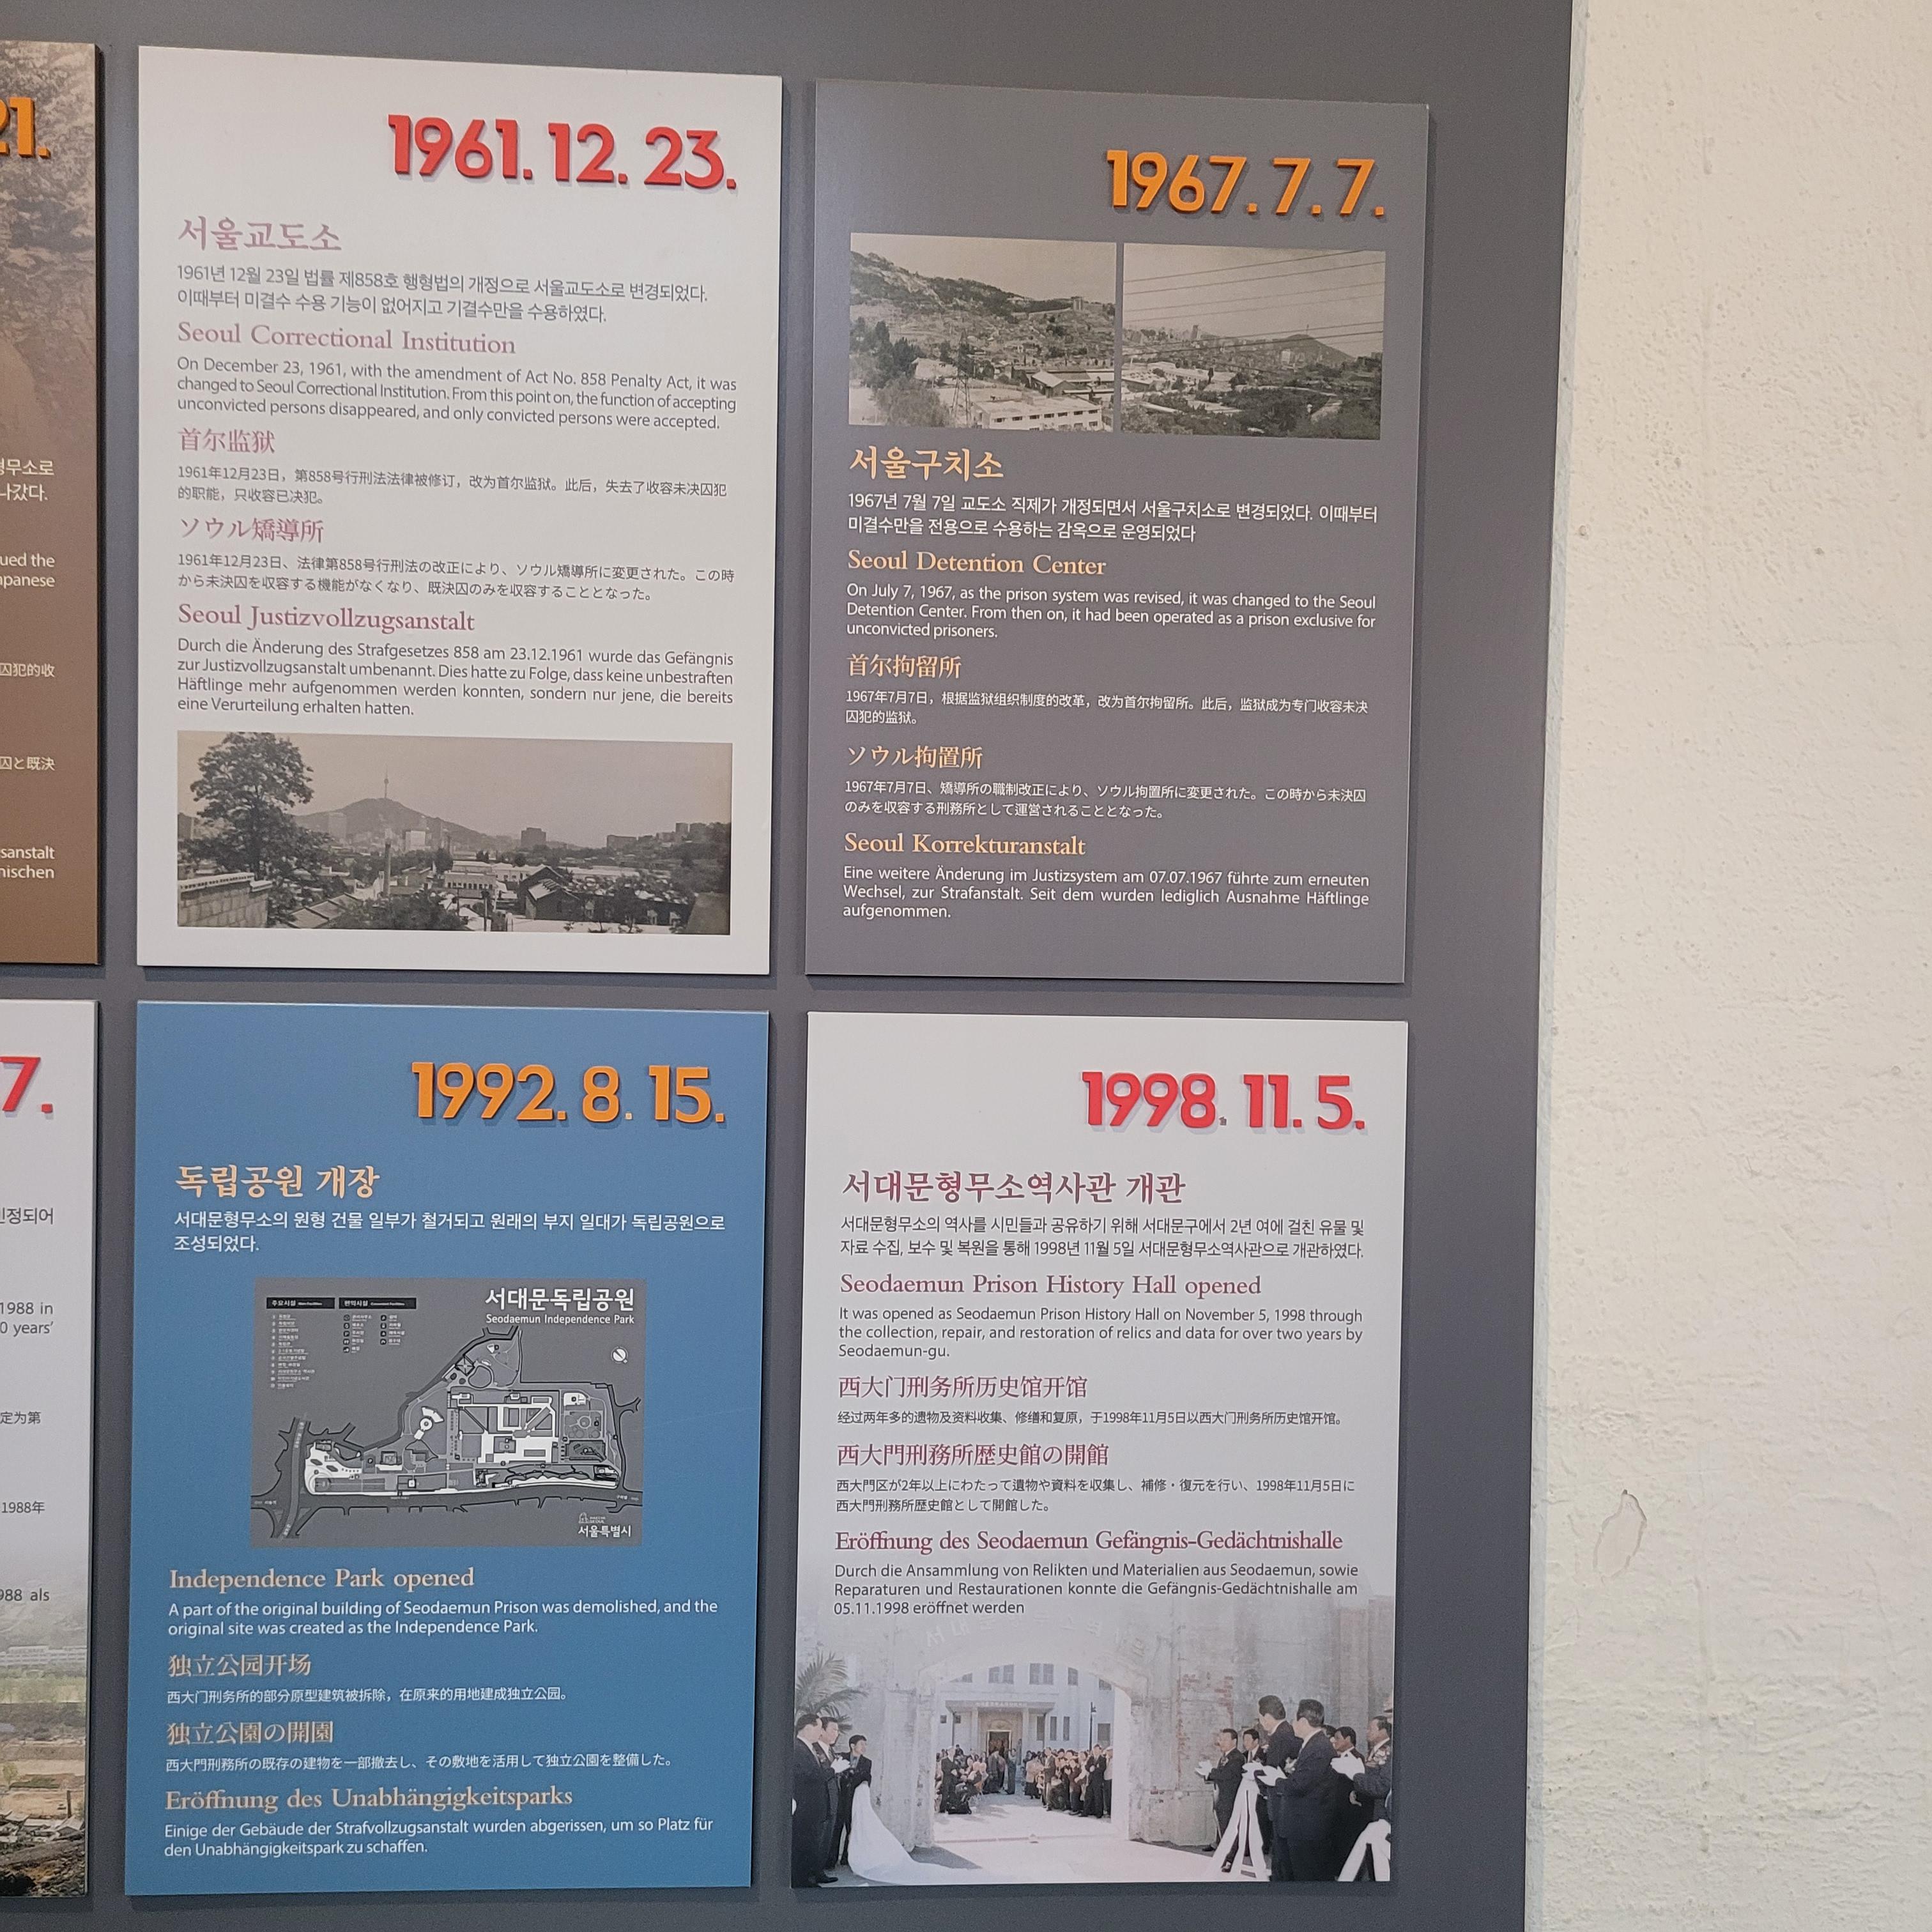 21.
형무소로
나갔다.
ued the
apanese
囚犯的收
囚と既決
sanstalt
nischen
1961. 12. 23.
서울교도소
1961년 12월 23일 법률 제858호 행형법의 개정으로 서울교도소로 변경되었다.
이때부터 미결수 수용 기능이 없어지고 기결수만을 수용하였다.
Seoul Correctional Institution
On December 23, 1961, with the amendment of Act No. 858 Penalty Act, it was
changed to Seoul Correctional Institution. From this point on, the function of accepting
unconvicted persons disappeared, and only convicted persons were accepted.
首尔监狱
1961年12月23日，第858号行刑法法律被修订，改为首尔监狱。此后，失去了收容未决囚犯
的职能，只收容已决犯。
ソウル矯導所
1961年12月23日、法律第858号行刑法の改正により、ソウル矯導所に変更された。この時
から未決囚を収容する機能がなくなり、既決囚のみを収容することとなった。
Seoul Justizvollzugsanstalt
Durch die Änderung des Strafgesetzes 858 am 23.12.1961 wurde das Gefängnis
zur Justizvollzugsanstalt umbenannt. Dies hatte zu Folge, dass keine unbestraften
Häftlinge mehr aufgenommen werden konnten, sondern nur jene, die bereits
eine Verurteilung erhalten hatten.
1967. 7. 7.
서울구치소
1967년 7월 7일 교도소 직제가 개정되면서 서울구치소로 변경되었다. 이때부터
미결수만을 전용으로 수용하는 감옥으로 운영되었다
Seoul Detention Center
On July 7, 1967, as the prison system was revised, it was changed to the Seoul
Detention Center. From then on, it had been operated as a prison exclusive for
unconvicted prisoners.
首尔拘留所
1967年7月7日，根据监狱组织制度的改革，改为首尔拘留所。此后，监狱成为专门收容未决
囚犯的监狱。
ソウル拘置所
1967年7月7日、矯導所の職制改正により、ソウル拘置所に変更された。この時から未決囚
のみを収容する刑務所として運営されることとなった。
Seoul Korrekturanstalt
Eine weitere Änderung im Justizsystem am 07.07.1967 führte zum erneuten
Wechsel, zur Strafanstalt. Seit dem wurden lediglich Ausnahme Häftlinge
aufgenommen.
7.
정되어
1988 in
0 years'
定为第
1988年
988 als
1992. 8. 15.
독립공원 개장
서대문형무소의 원형 건물 일부가 철거되고 원래의 부지 일대가 독립공원으로
조성되었다.
주요시설
편의시설
서대문독립공원
Seodaemun Independence Park
서울특별시
Independence Park opened
A part of the original building of Seodaemun Prison was demolished, and the
original site was created as the Independence Park.
独立公园开场
西大门刑务所的部分原型建筑被拆除，在原来的用地建成独立公园。
独立公園の開園
西大門刑務所の既存の建物を一部撤去し、その敷地を活用して独立公園を整備した。
Eröffnung des Unabhängigkeitsparks
Einige der Gebäude der Strafvollzugsanstalt wurden abgerissen, um so Platz für
den Unabhängigkeitspark zu schaffen.
1998. 11. 5.
서대문형무소역사관 개관
서대문형무소의 역사를 시민들과 공유하기 위해 서대문구에서 2년 여에 걸친 유물 및
자료 수집, 보수 및 복원을 통해 1998년 11월 5일 서대문형무소역사관으로 개관하였다.
Seodaemun Prison History Hall opened
It was opened as Seodaemun Prison History Hall on November 5, 1998 through
the collection, repair, and restoration of relics and data for over two years by
Seodaemun-gu.
西大门刑务所历史馆开馆
经过两年多的遗物及资料收集、修缮和复原，于1998年11月5日以西大门刑务所历史馆开馆。
西大門刑務所歴史館の開館
西大門区が2年以上にわたって遺物や資料を収集し、補修・復元を行い、1998年11月5日に
西大門刑務所歴史館として開館した。
Eröffnung des Seodaemun Gefängnis-Gedächtnishalle
Durch die Ansammlung von Relikten und Materialien aus Seodaemun, sowie
Reparaturen und Restaurationen konnte die Gefängnis-Gedächtnishalle am
05.11.1998 eröffnet werden